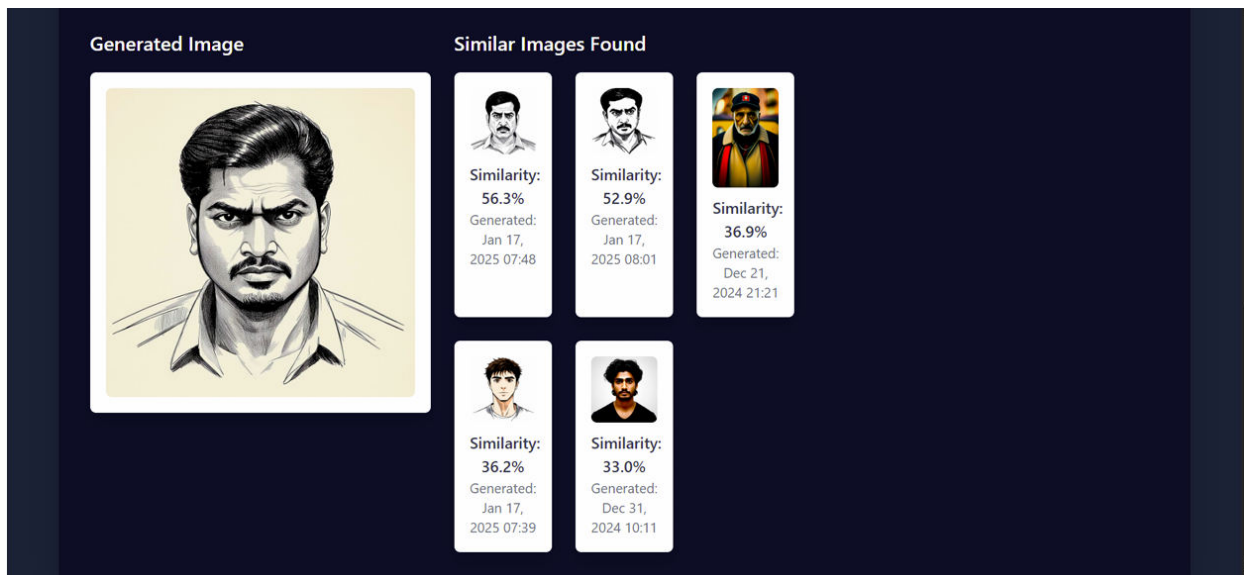 Generated Image
Similar Images Found
Similarity:
56.3%
Generated:
Jan 17,
2025 07:48
Similarity:
52.9%
Generated:
Jan 17,
2025 08:01
Similarity:
36.9%
Generated:
Dec 21,
2024 21:21
Similarity:
36.2%
Generated:
Jan 17,
2025 07:39
Similarity:
33.0%
Generated:
Dec 31,
2024 10:11